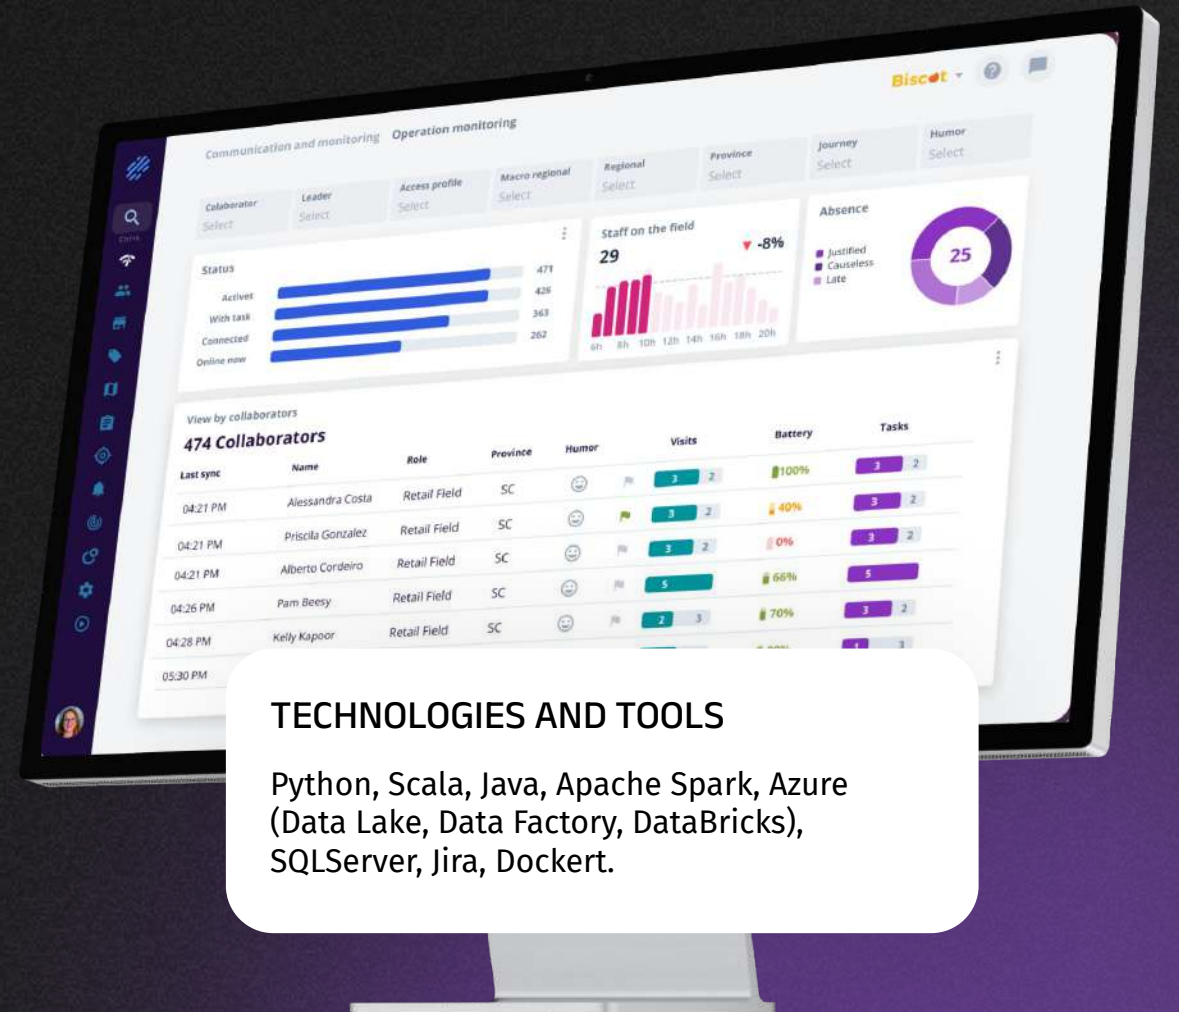 Biscot
Communication and monitoring Operation monitoring
Colaborator Leader Access profile Macro regional Regional Province Journey Humor
Select Select Select Select Select Select Select Select
Status
Actives 471
With task 426
Connected 363
Online now 262
Staff on the field
29 -8%
6h 8h 10h 12h 14h 16h 18h 20h
Absence
Justified
Causeless
Late
25
Chris
View by collaborators
474 Collaborators
Last sync Name Role Province Humor Visits Battery Tasks
04:21 PM Alessandra Costa Retail Field SC 3 2 100% 3 2
04:21 PM Priscila Gonzalez Retail Field SC 3 2 40% 3 2
04:21 PM Alberto Cordeiro Retail Field SC 3 2 0% 3 2
04:26 PM Pam Beesy Retail Field SC 5 66% 5
04:28 PM Kelly Kapoor Retail Field SC 2 3 70% 3 2
05:30 PM
TECHNOLOGIES AND TOOLS
Python, Scala, Java, Apache Spark, Azure
(Data Lake, Data Factory, DataBricks),
SQLServer, Jira, Dockert.